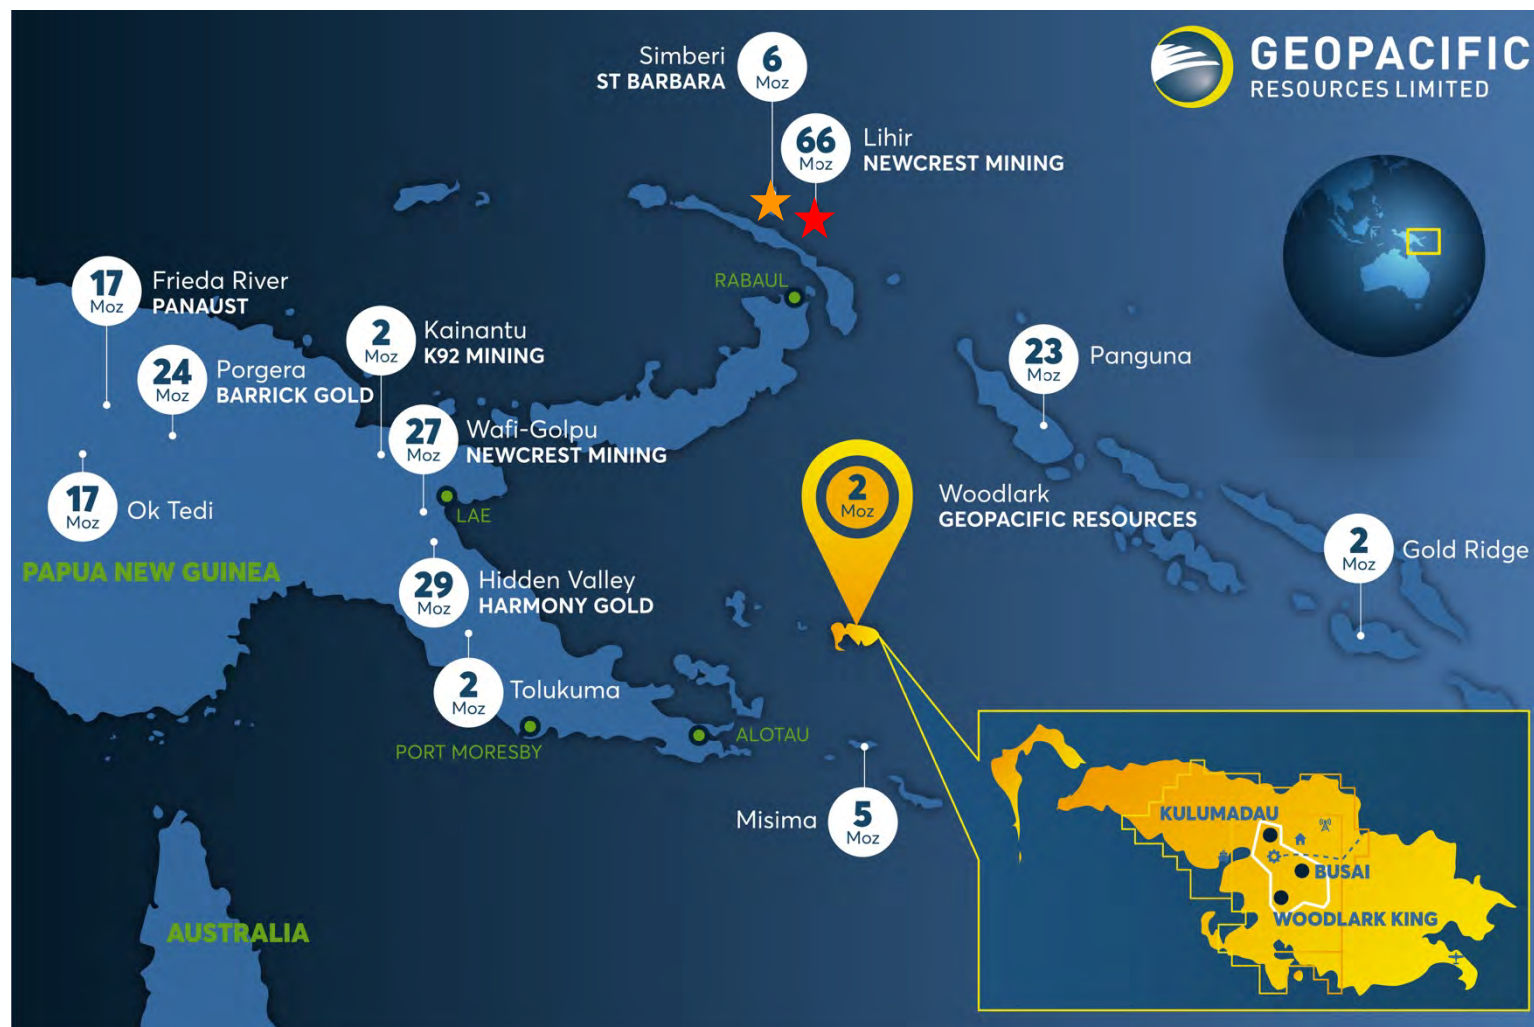 GEOPACIFIC
RESOURCES LIMITED
Simberi
ST BARBARA
6
Moz
66
Moz
Lihir
NEWCREST MINING
17
Moz
Frieda River
PANAUST
RABAUL
2
Moz
Kainantu
K92 MINING
24
Moz
Porgera
BARRICK GOLD
23
Moz
Panguna
27
Moz
Wafi-Golpu
NEWCREST MINING
17
Moz
Ok Tedi
LAE
2
Moz
Woodlark
GEOPACIFIC RESOURCES
2
Moz
Gold Ridge
PAPUA NEW GUINEA
29
Moz
Hidden Valley
HARMONY GOLD
2
Moz
Tolukuma
PORT MORESBY
ALOTAU
Misima
5
Moz
AUSTRALIA
KULUMADAU
BUSAI
WOODLARK KING